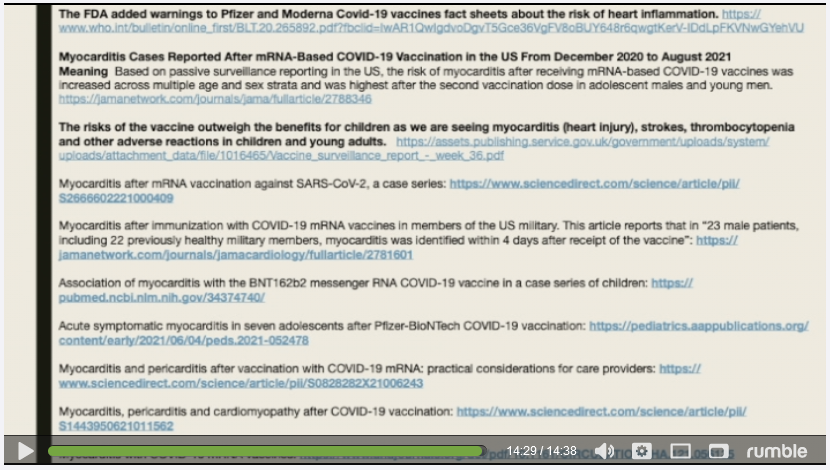 The FDA added warnings to Pfizer and Moderna Covid-19 vaccines fact sheets about the risk of heart inflammation. https://
www.who.int/bulletin/online_first/BLT.20.265892.pdf?fbclid=IwAR1QwIgdvoDgvT5Gce36VgFV8oBUY648r6qwgtKerV-IDdLpFKVNwGYehVU
Myocarditis Cases Reported After mRNA-Based COVID-19 Vaccination in the US From December 2020 to August 2021
Meaning Based on passive surveillance reporting in the US, the risk of myocarditis after receiving mRNA-based COVID-19 vaccines was
increased across multiple age and sex strata and was highest after the second vaccination dose in adolescent males and young men.
https://jamanetwork.com/journals/jama/fullarticle/2788346
The risks of the vaccine outweigh the benefits for children as we are seeing myocarditis (heart injury), strokes, thrombocytopenia
and other adverse reactions in children and young adults. https://assets.publishing.service.gov.uk/government/uploads/system/
uploads/attachment_data/file/1016465/Vaccine_surveillance_report_-_week_36.pdf
Myocarditis after mRNA vaccination against SARS-CoV-2, a case series: https://www.sciencedirect.com/science/article/pii/
S2666602221000409
Myocarditis after immunization with COVID-19 mRNA vaccines in members of the US military. This article reports that in “23 male patients,
including 22 previously healthy military members, myocarditis was identified within 4 days after receipt of the vaccine”: https://
jamanetwork.com/journals/jamacardiology/fullarticle/2781601
Association of myocarditis with the BNT162b2 messenger RNA COVID-19 vaccine in a case series of children: https://
pubmed.ncbi.nlm.nih.gov/34374740/
Acute symptomatic myocarditis in seven adolescents after Pfizer-BioNTech COVID-19 vaccination: https://pediatrics.aappublications.org/
content/early/2021/06/04/peds.2021-052478
Myocarditis and pericarditis after vaccination with COVID-19 mRNA: practical considerations for care providers: https://
www.sciencedirect.com/science/article/pii/S0828282X21006243
Myocarditis, pericarditis and cardiomyopathy after COVID-19 vaccination: https://www.sciencedirect.com/science/article/pii/
S1443950621011562
14:29 / 14:38 rumble